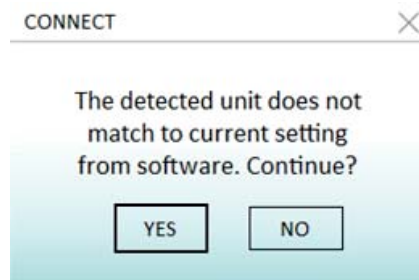 CONNECT
The detected unit does not
match to current setting
from software. Continue?
YES
NO